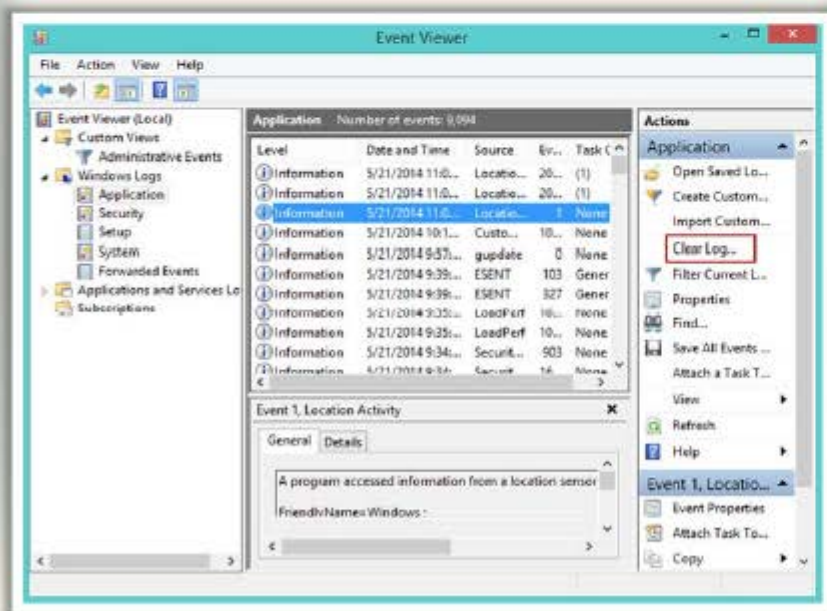 Event Viewer
File Action View Help
Event Viewer (Local)
Custom Views
Administrative Events
Windows Logs
Application
Security
Setup
System
Forwarded Events
Applications and Services Lo
Subscriptions
Application Number of events: 9,094
Level Date and Time Source Ev... Task C
Information 5/21/2014 11:0... Locatio... 20... (1)
Information 5/21/2014 11:0... Locatio... 20... (1)
Information 5/21/2014 11:0... Locatio... 1 None
Information 5/21/2014 10:1... Custo... 10... None
Information 5/21/2014 9:57:... gupdate 0 None
Information 5/21/2014 9:39:... ESENT 103 Gener
Information 5/21/2014 9:39:... ESENT 327 Gener
Information 5/21/2014 9:35:... LoadPerf 10... None
Information 5/21/2014 9:35:... LoadPerf 10... None
Information 5/21/2014 9:34:... Securit... 903 None
Information 5/21/2014 9:34: Securit 16 None
Event 1, Location Activity
General Details
A program accessed information from a location sensor
FriendlyName= Windows :
Actions
Application
Open Saved Lo...
Create Custom...
Import Custom...
Clear Log...
Filter Current L...
Properties
Find...
Save All Events ...
Attach a Task T...
View
Refresh
Help
Event 1, Locatio...
Event Properties
Attach Task To...
Copy